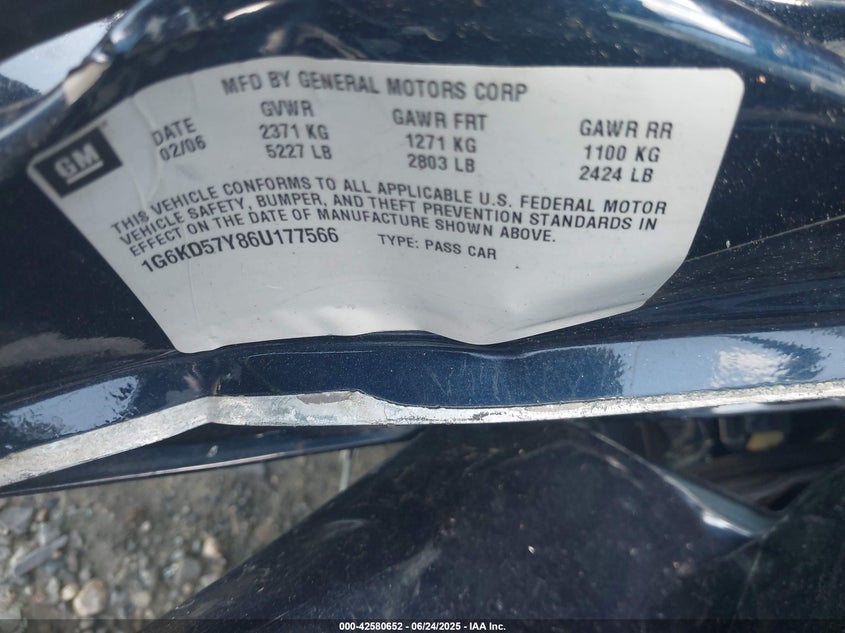 MFD BY GENERAL MOTORS CORP
GM
DATE
02/06
GVWR
2371 KG
5227 LB
GAWR FRT
1271 KG
2803 LB
GAWR RR
1100 KG
2424 LB
THIS VEHICLE CONFORMS TO ALL APPLICABLE U.S. FEDERAL MOTOR
VEHICLE SAFETY, BUMPER, AND THEFT PREVENTION STANDARDS IN
EFFECT ON THE DATE OF MANUFACTURE SHOWN ABOVE.
1G6KD57Y86U177566
TYPE: PASS CAR
000-42580652 - 06/24/2025 - IAA Inc.